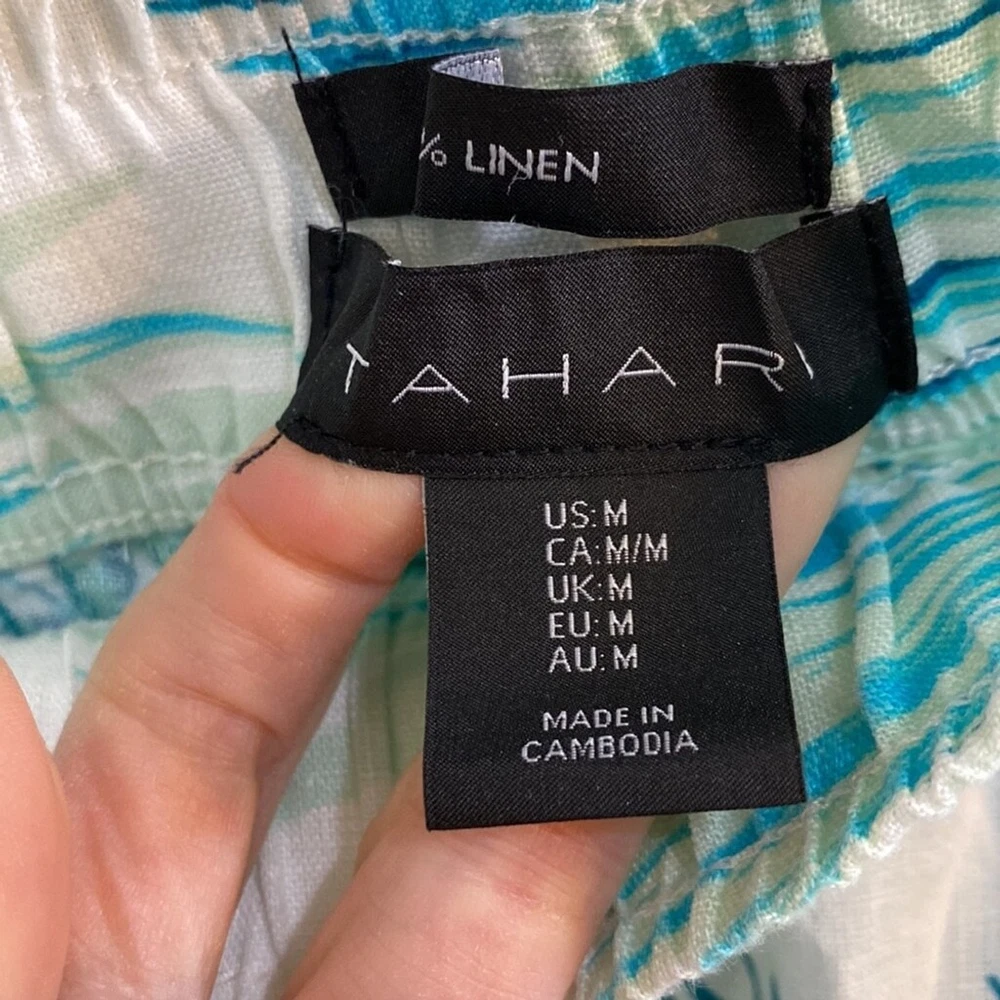 % LINEN
TAHARI
US: M
CA: M/M
UK: M
EU: M
AU: M
MADE IN
CAMBODIA